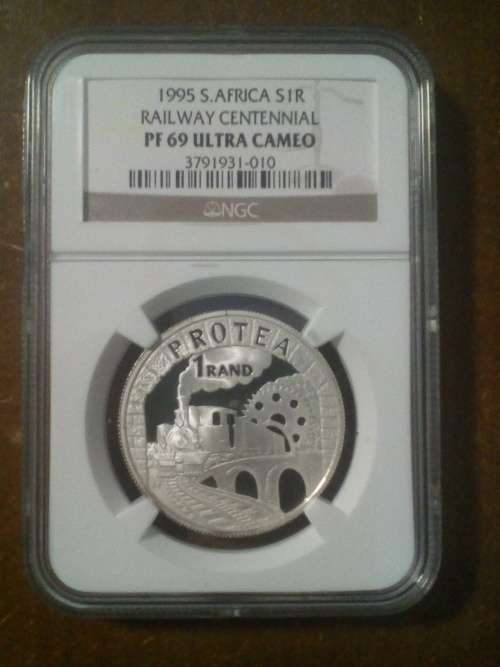 1995 S.AFRICA S1R
RAILWAY CENTENNIAL
PF 69 ULTRA CAMEO
3791931-010
NGC
PROTEA
1 RAND